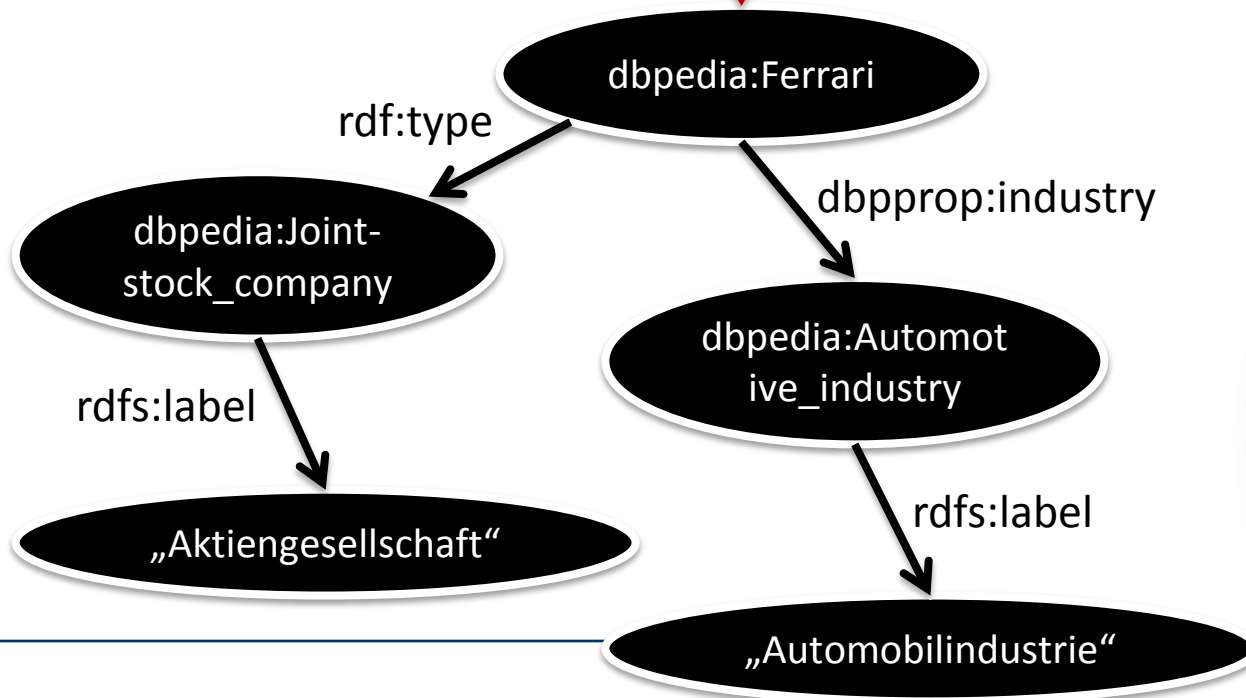 dbpedia:Ferrari
rdf:type
dbpprop:industry
dbpedia:Joint-
stock_company
dbpedia:Automot
ive_industry
rdfs:label
rdfs:label
„Aktiengesellschaft“
„Automobilindustrie“